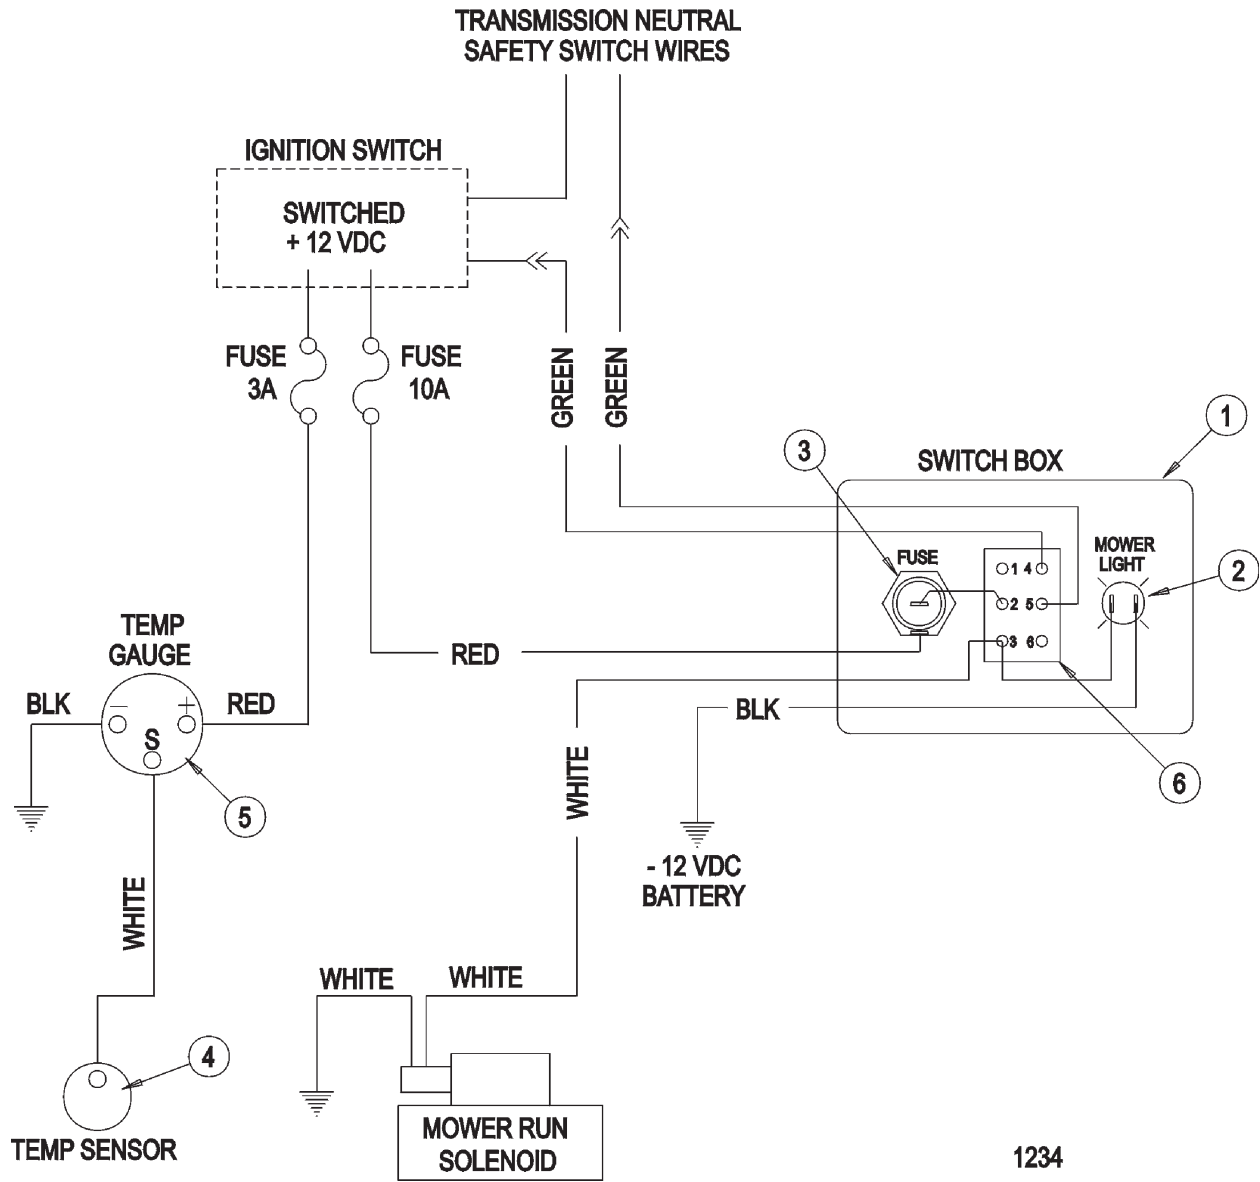 TRANSMISSION NEUTRAL
SAFETY SWITCH WIRES
IGNITION SWITCH
SWITCHED
+ 12 VDC
FUSE
3A
FUSE
10A
GREEN
GREEN
1
3
SWITCH BOX
FUSE
MOWER
LIGHT
2
1 4
2 5
3 6
TEMP
GAUGE
RED
BLK
RED
− +
S
BLK
5
6
WHITE
- 12 VDC
BATTERY
WHITE
WHITE
WHITE
4
TEMP SENSOR
MOWER RUN
SOLENOID
1234